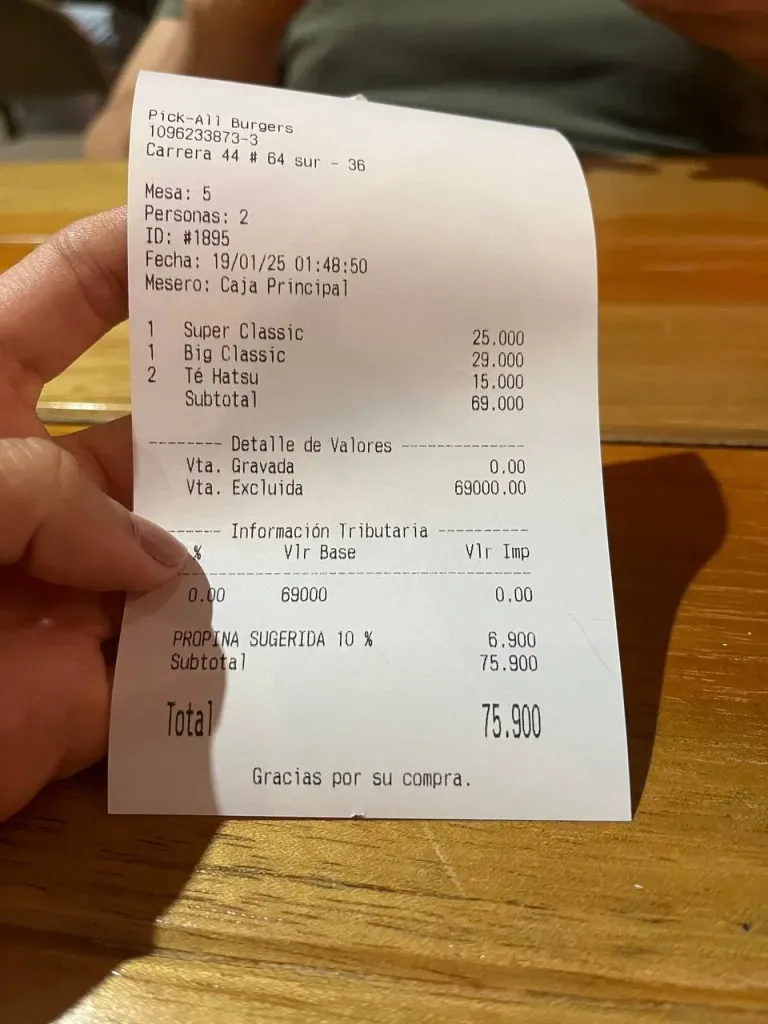 Pick-All Burgers
1096233873-3
Carrera 44 # 64 sur - 36
Mesa: 5
Personas: 2
ID: #1895
Fecha: 19/01/25 01:48:50
Mesero: Caja Principal
1 Super Classic 25.000
1 Big Classic 29.000
2 Té Hatsu 15.000
Subtotal 69.000
-------- Detalle de Valores --------------
Vta. Gravada 0.00
Vta. Excluida 69000.00
------ Información Tributaria ----------
% Vlr Base Vlr Imp
0.00 69000 0.00
PROPINA SUGERIDA 10 % 6.900
Subtotal 75.900
Total 75.900
Gracias por su compra.